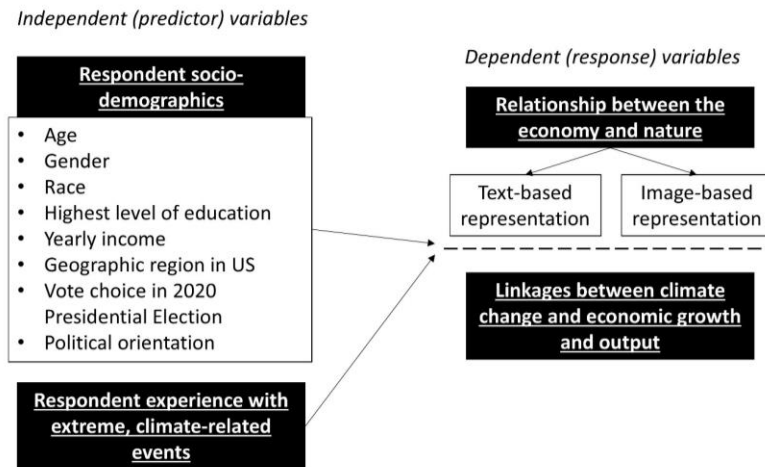 Independent (predictor) variables
Respondent socio-
demographics
• Age
• Gender
• Race
• Highest level of education
• Yearly income
• Geographic region in US
• Vote choice in 2020
Presidential Election
• Political orientation
Respondent experience with
extreme, climate-related
events
Dependent (response) variables
Relationship between the
economy and nature
Text-based
representation
Image-based
representation
Linkages between climate
change and economic growth
and output